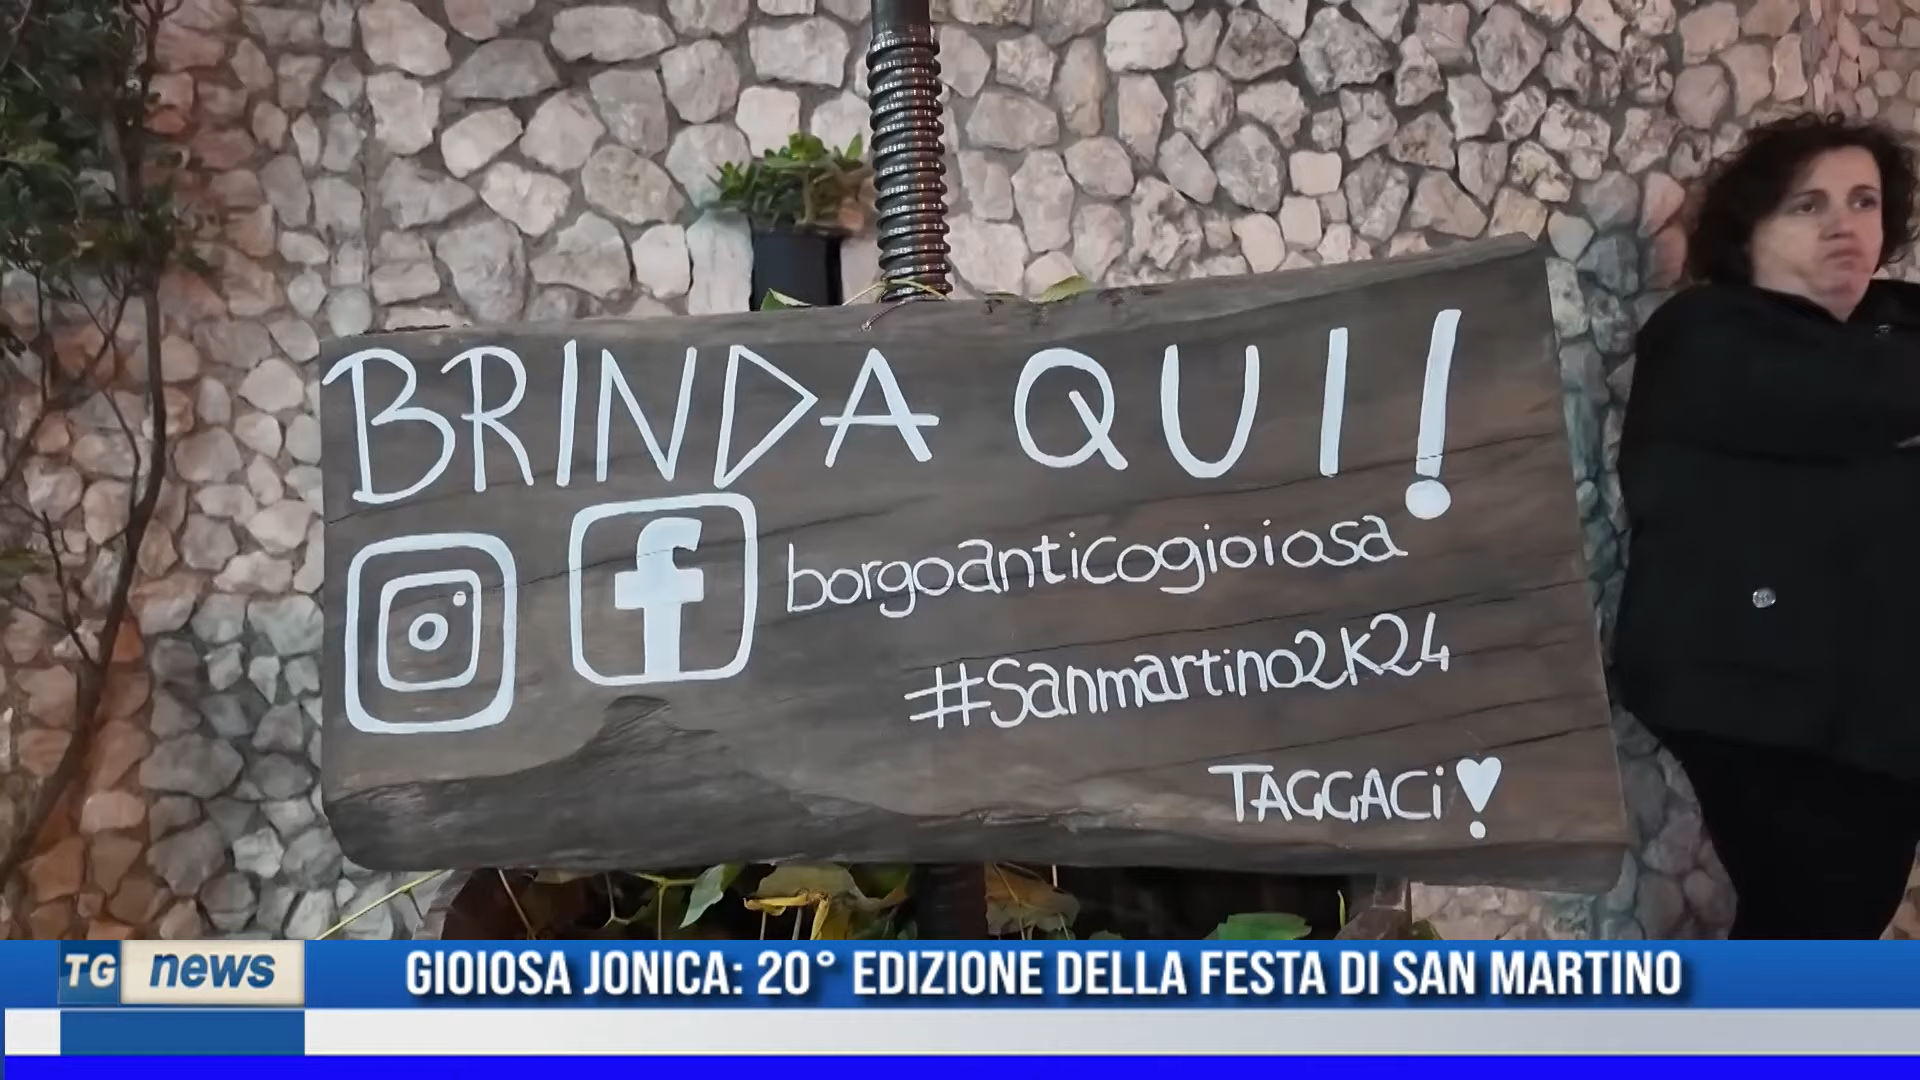 BRINDA QUI!
borgoanticogioiosa
#Sanmartino2K24
TAGGACi
TG news
GIOIOSA JONICA: 20° EDIZIONE DELLA FESTA DI SAN MARTINO